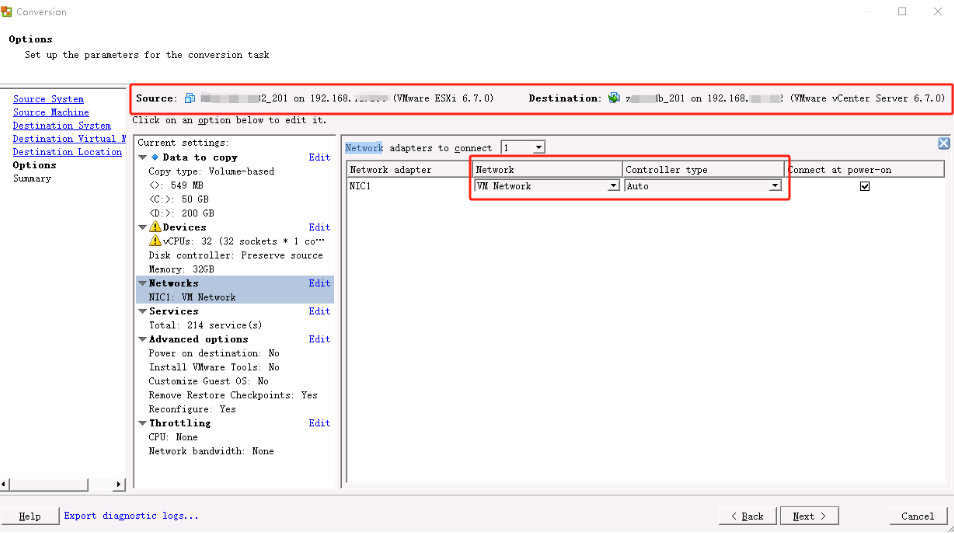 Conversion
Options
Set up the parameters for the conversion task
Source System
Source Machine
Destination System
Destination Virtual M
Destination Location
Options
Summary
Source: 2_201 on 192.168. (VMware ESXi 6.7.0) Destination: b_201 on 192.168. (VMware vCenter Server 6.7.0)
Click on an option below to edit it.
Current settings:
Data to copy Edit
Copy type: Volume-based
<>: 549 MB
<C:>: 50 GB
<D:>: 200 GB
Devices Edit
vCPUs: 32 (32 sockets * 1 co…
Disk controller: Preserve source
Memory: 32GB
Networks Edit
NIC1: VM Network
Services Edit
Total: 214 service(s)
Advanced options Edit
Power on destination: No
Install VMware Tools: No
Customize Guest OS: No
Remove Restore Checkpoints: Yes
Reconfigure: Yes
Throttling Edit
CPU: None
Network bandwidth: None
Network adapters to connect 1
Network adapter Network Controller type Connect at power-on
NIC1 VM Network Auto
Help Export diagnostic logs... < Back Next > Cancel